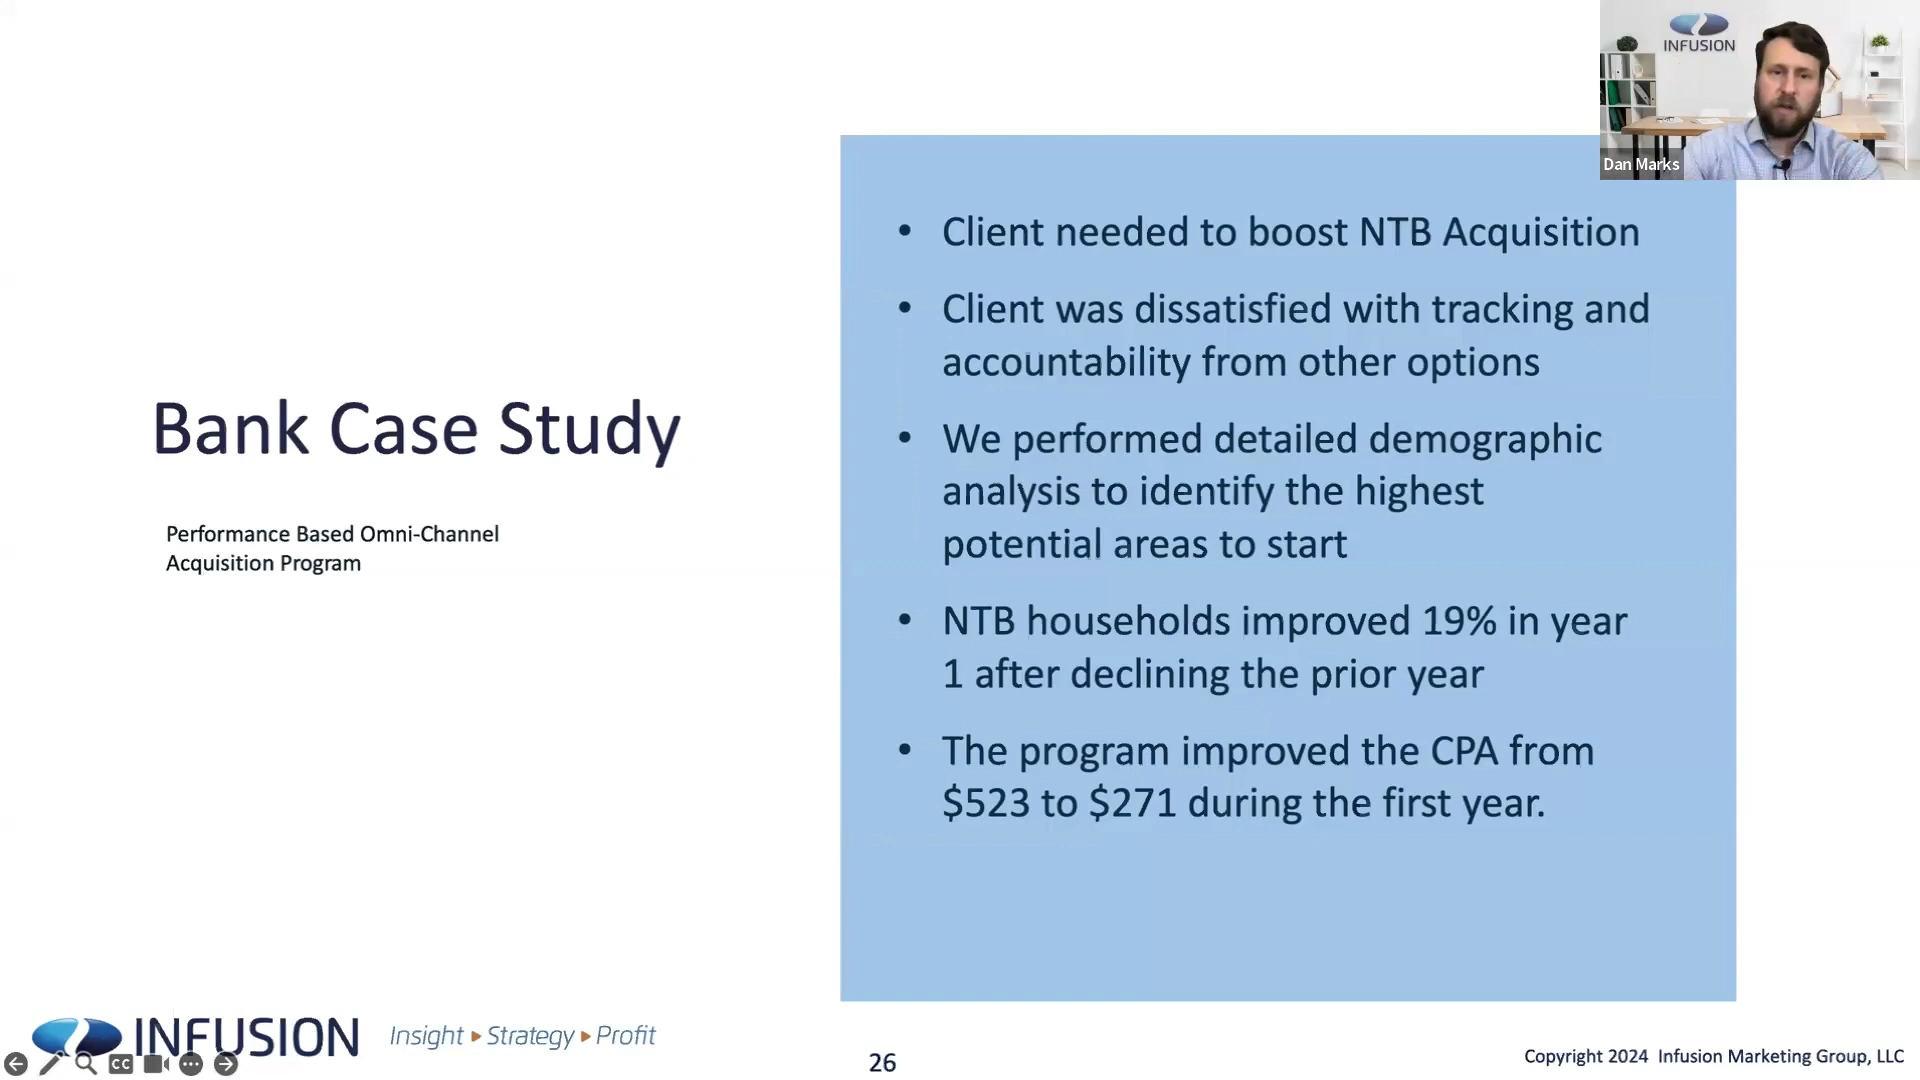 INFUSION
Dan Marks
Bank Case Study
Performance Based Omni-Channel
Acquisition Program
• Client needed to boost NTB Acquisition
• Client was dissatisfied with tracking and
accountability from other options
• We performed detailed demographic
analysis to identify the highest
potential areas to start
• NTB households improved 19% in year
1 after declining the prior year
• The program improved the CPA from
$523 to $271 during the first year.
INFUSION
Insight ▸ Strategy ▸ Profit
CC
26
Copyright 2024 Infusion Marketing Group, LLC